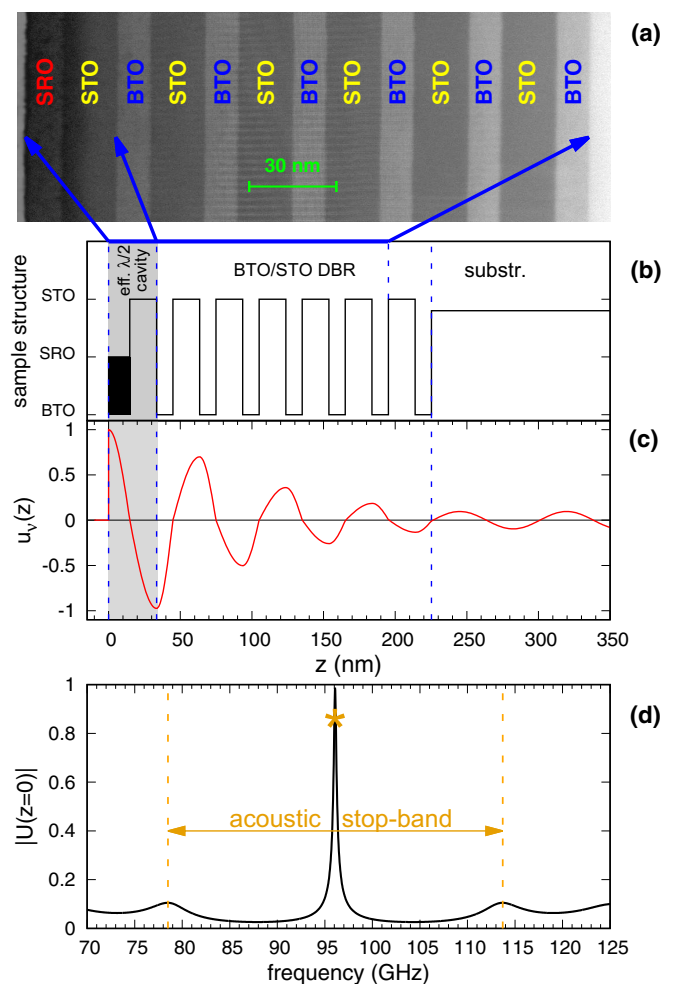 (a)
SRO STO BTO STO BTO STO BTO STO BTO STO STO BTO
30 nm
(b)
eff. λ/2
cavity
BTO/STO DBR
substr.
sample structure
STO
SRO
BTO
(c)
u_ν(z)
1
0.5
0
-0.5
-1
0 50 100 150 200 250 300 350
z (nm)
(d)
|U(z=0)|
1
0.8
0.6
0.4
0.2
0
acoustic stop-band
70 75 80 85 90 95 100 105 110 115 120 125
frequency (GHz)